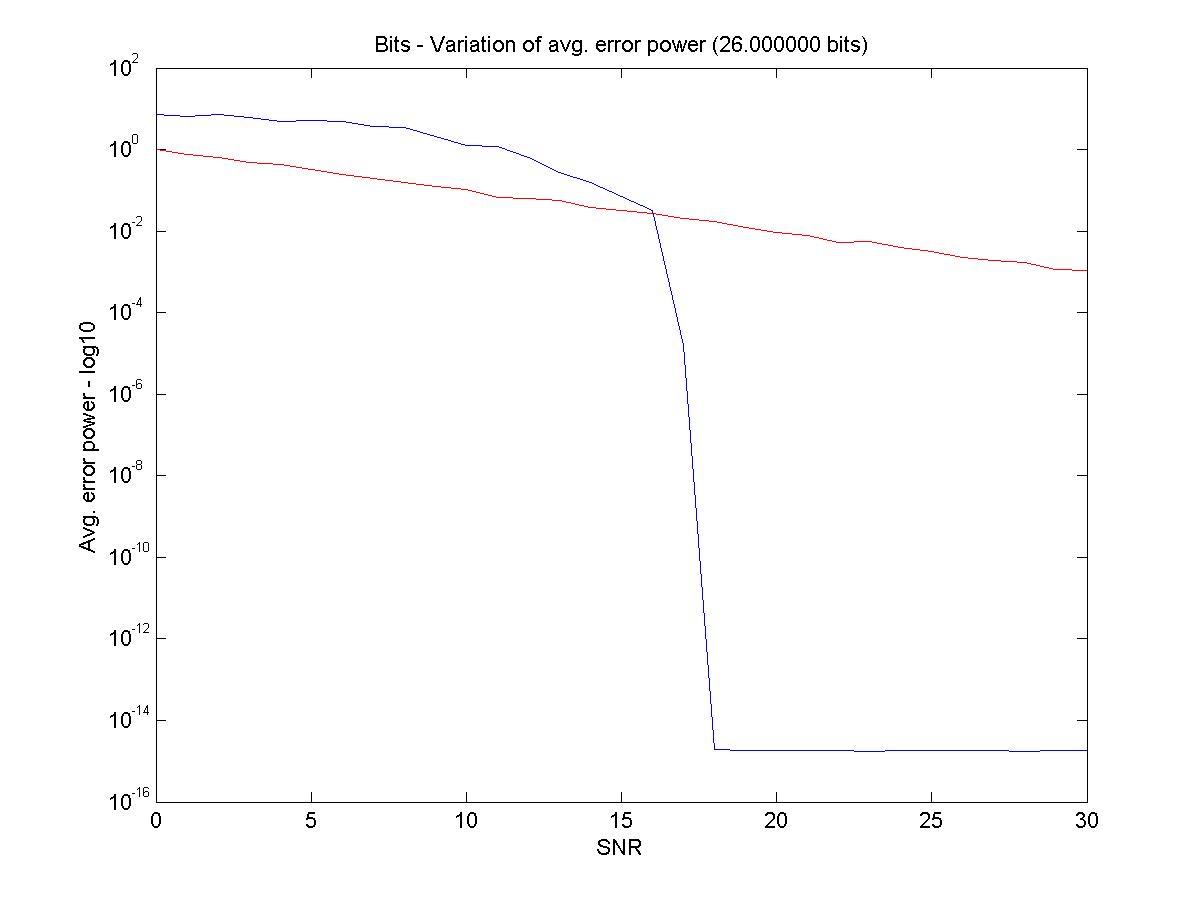 Bits - Variation of avg. error power (26.000000 bits)
Avg. error power - log10
10^2
10^0
10^-2
10^-4
10^-6
10^-8
10^-10
10^-12
10^-14
10^-16
0 5 10 15 20 25 30
SNR